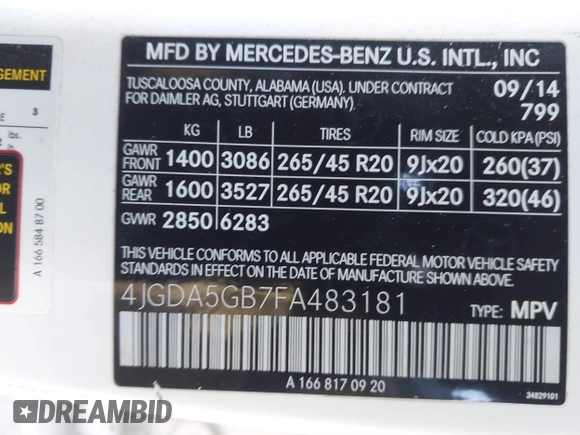 MFD BY MERCEDES-BENZ U.S. INTL., INC
TUSCALOOSA COUNTY, ALABAMA (USA). UNDER CONTRACT
FOR DAIMLER AG, STUTTGART (GERMANY).
09/14
799
KG LB TIRES RIM SIZE COLD KPA(PSI)
GAWR FRONT 1400 3086 265/45 R20 9Jx20 260(37)
GAWR REAR 1600 3527 265/45 R20 9Jx20 320(46)
GVWR 2850 6283
THIS VEHICLE CONFORMS TO ALL APPLICABLE FEDERAL MOTOR VEHICLE SAFETY
STANDARDS IN EFFECT ON THE DATE OF MANUFACTURE SHOWN ABOVE.
4JGDA5GB7FA483181
TYPE: MPV
A 166 817 09 20
34829101
3
lbs.
A 166 584 87 00
DREAMBID